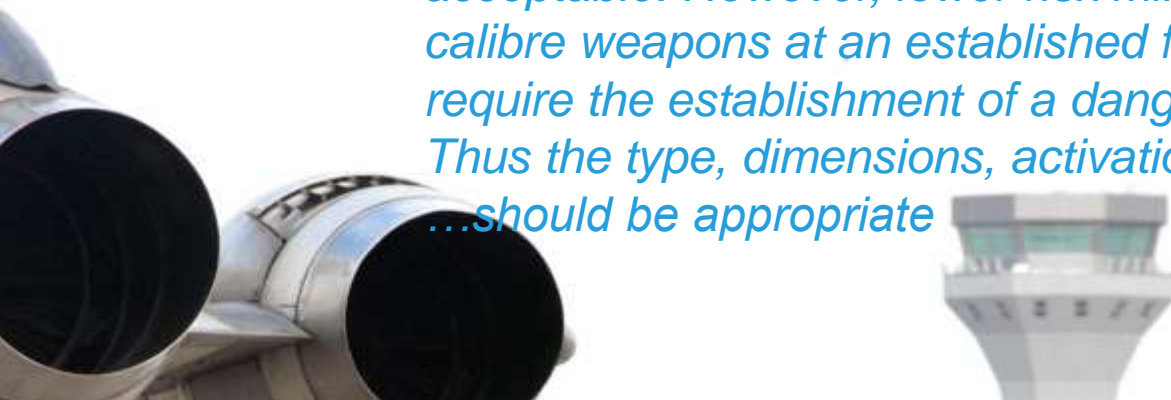 calibre weapons at an established
require the establishment of a
Thus the type, dimensions,
…should be appropriate